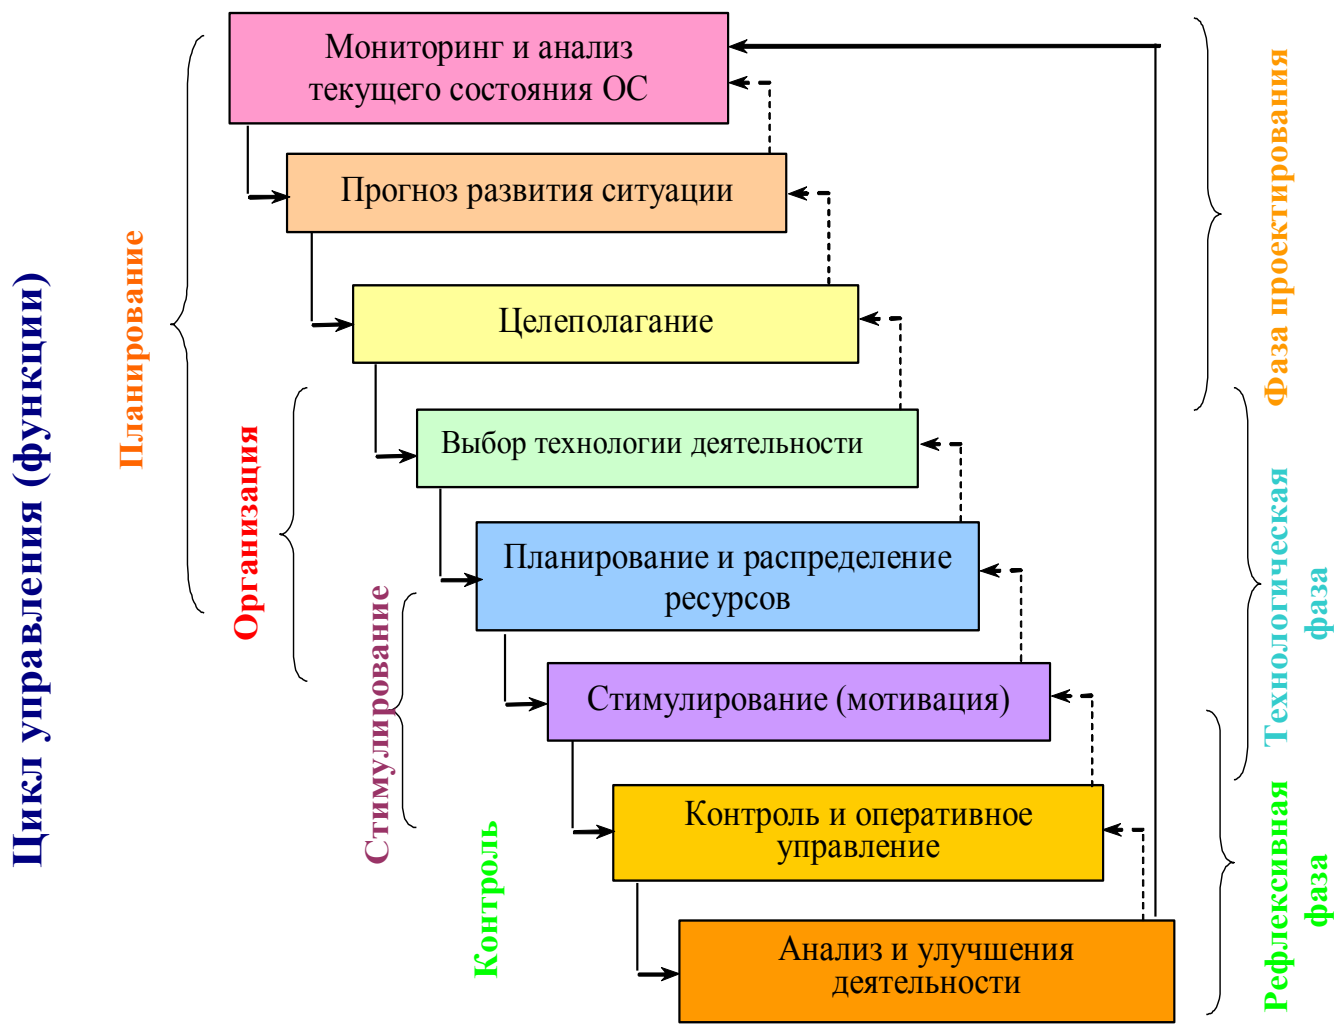 Цикл управления (функции)
Планирование
Организация
Стимулирование
Контроль
Мониторинг и анализ
текущего состояния ОС
Прогноз развития ситуации
Целеполагание
Выбор технологии деятельности
Планирование и распределение
ресурсов
Стимулирование (мотивация)
Контроль и оперативное
управление
Анализ и улучшения
деятельности
Фаза проектирования
Технологическая
фаза
Рефлексивная
фаза